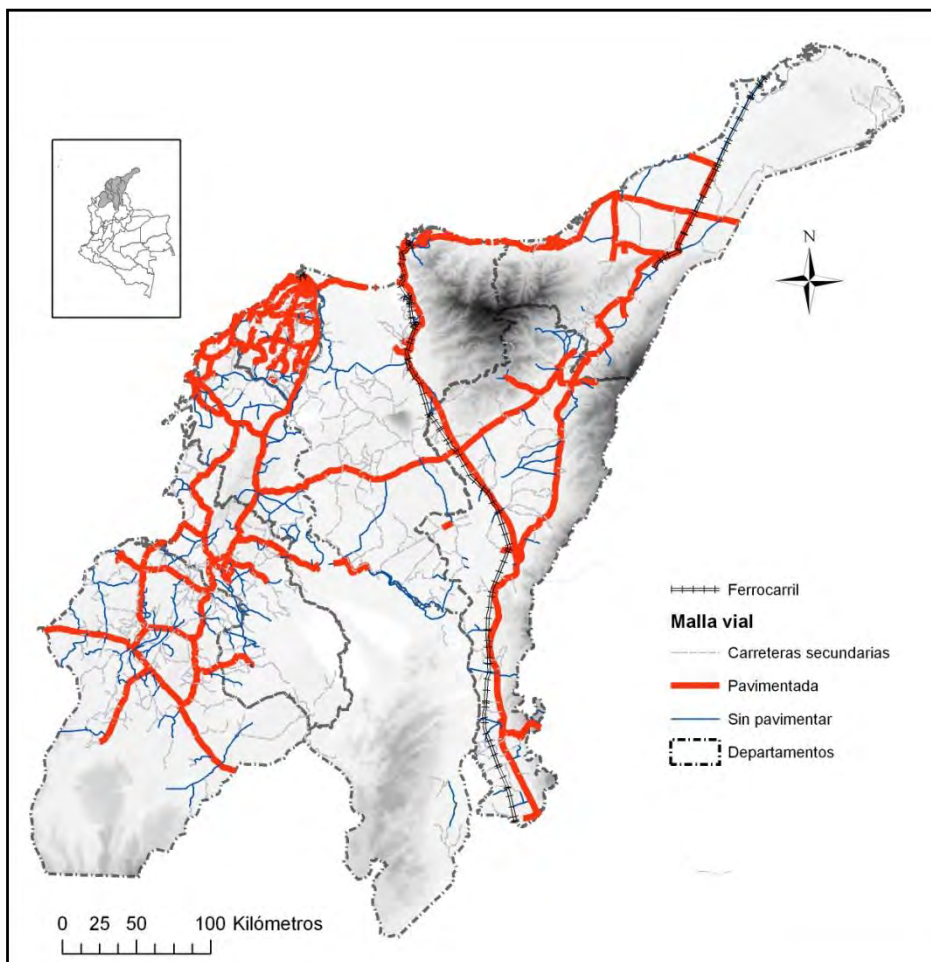 N
Ferrocarril
Malla vial
Carreteras secundarias
Pavimentada
Sin pavimentar
Departamentos
0 25 50 100 Kilómetros